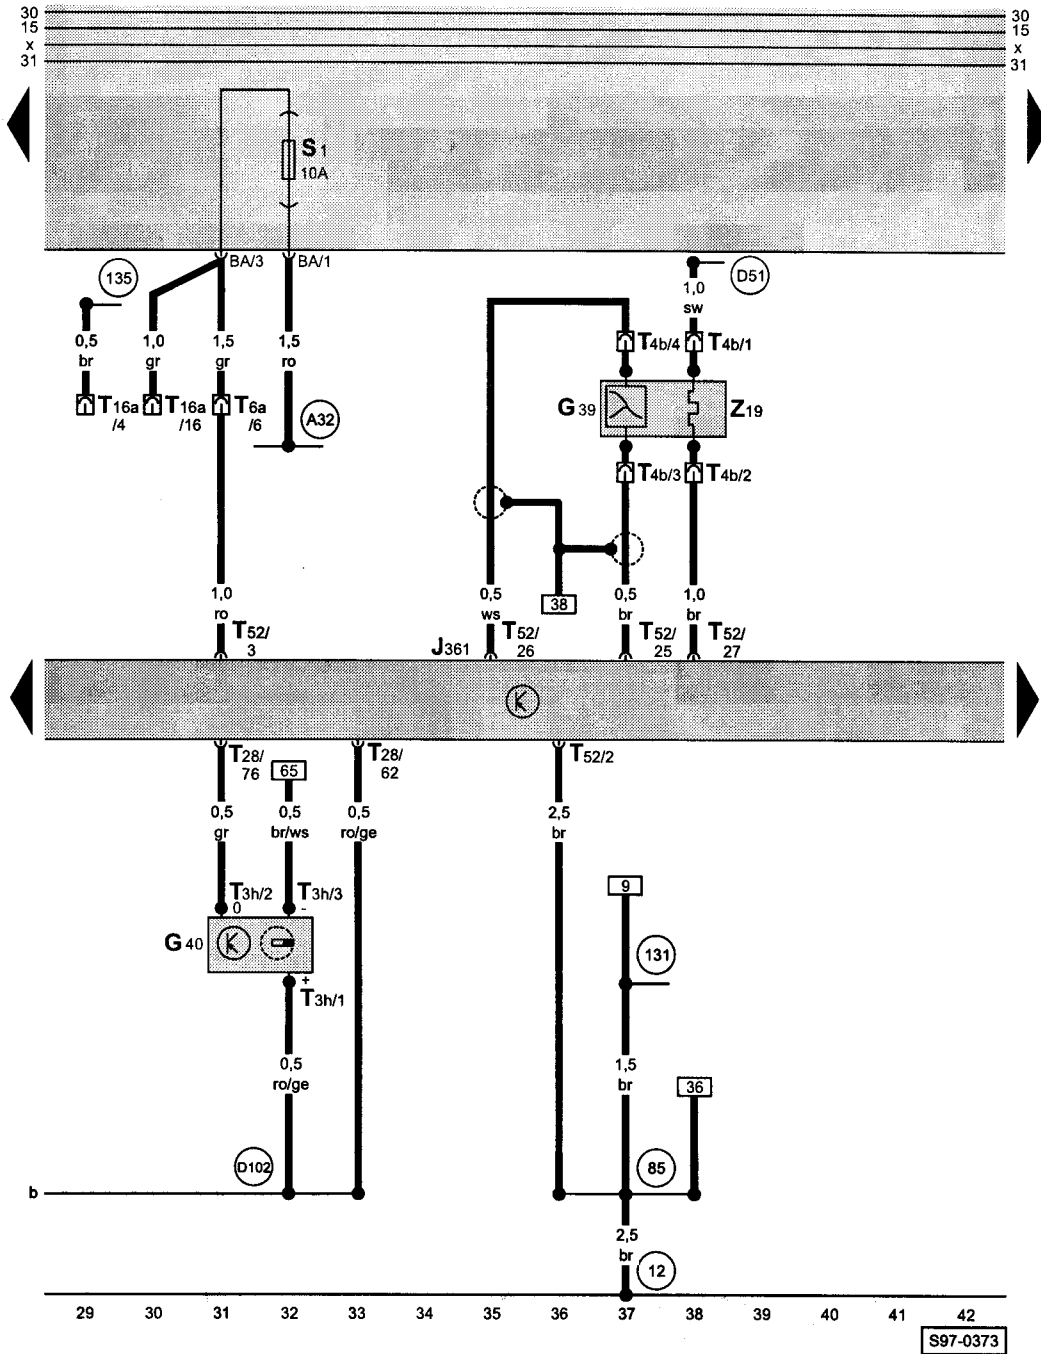 30 30
15 15
x x
31 31
S1
10A
BA/3 BA/1
135 D51
1,0
sw
0,5 1,0 1,5 1,5
br gr gr ro
T4b/4 T4b/1
T16a/4 T16a/16 T6a/6 A32
G39 Z19
T4b/3 T4b/2
1,0 0,5 38 0,5 1,0
ro ws br br
T52/3 J361 T52/26 T52/25 T52/27
T28/76 65 T28/62 T52/2
0,5 0,5 0,5 2,5
gr br/ws ro/ge br
9
T3h/2 T3h/3
0 -
G40
131
+
T3h/1
0,5 1,5
ro/ge br
36
D102 85
b
2,5
br
12
29 30 31 32 33 34 35 36 37 38 39 40 41 42
S97-0373